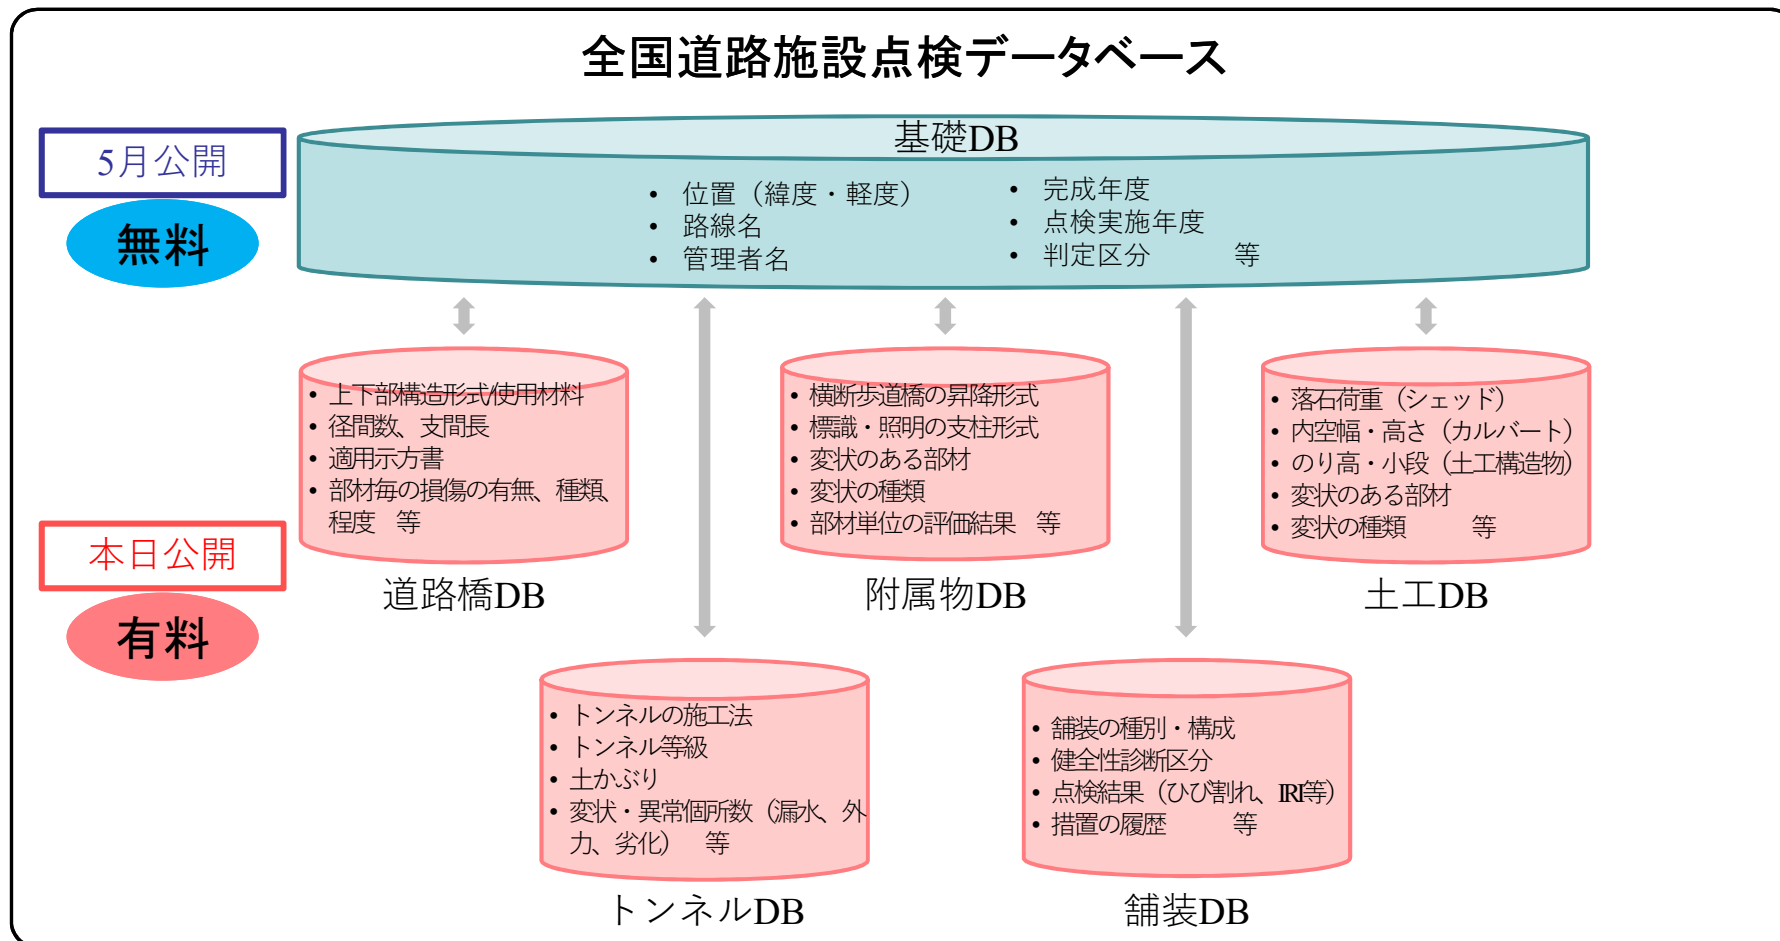 全国道路施設点検データベース
5月公開
無料
基礎DB
• 位置（緯度・軽度）
• 路線名
• 管理者名
• 完成年度
• 点検実施年度
• 判定区分　　　等
本日公開
有料
• 上下部構造形式/使用材料
• 径間数、支間長
• 適用示方書
• 部材毎の損傷の有無、種類、
程度　等
道路橋DB
• 横断歩道橋の昇降形式
• 標識・照明の支柱形式
• 変状のある部材
• 変状の種類
• 部材単位の評価結果　等
附属物DB
• 落石荷重（シェッド）
• 内空幅・高さ（カルバート）
• のり高・小段（土工構造物）
• 変状のある部材
• 変状の種類　　　等
土工DB
• トンネルの施工法
• トンネル等級
• 土かぶり
• 変状・異常個所数（漏水、外
力、劣化）　等
トンネルDB
• 舗装の種別・構成
• 健全性診断区分
• 点検結果（ひび割れ、IRI等）
• 措置の履歴　　　等
舗装DB